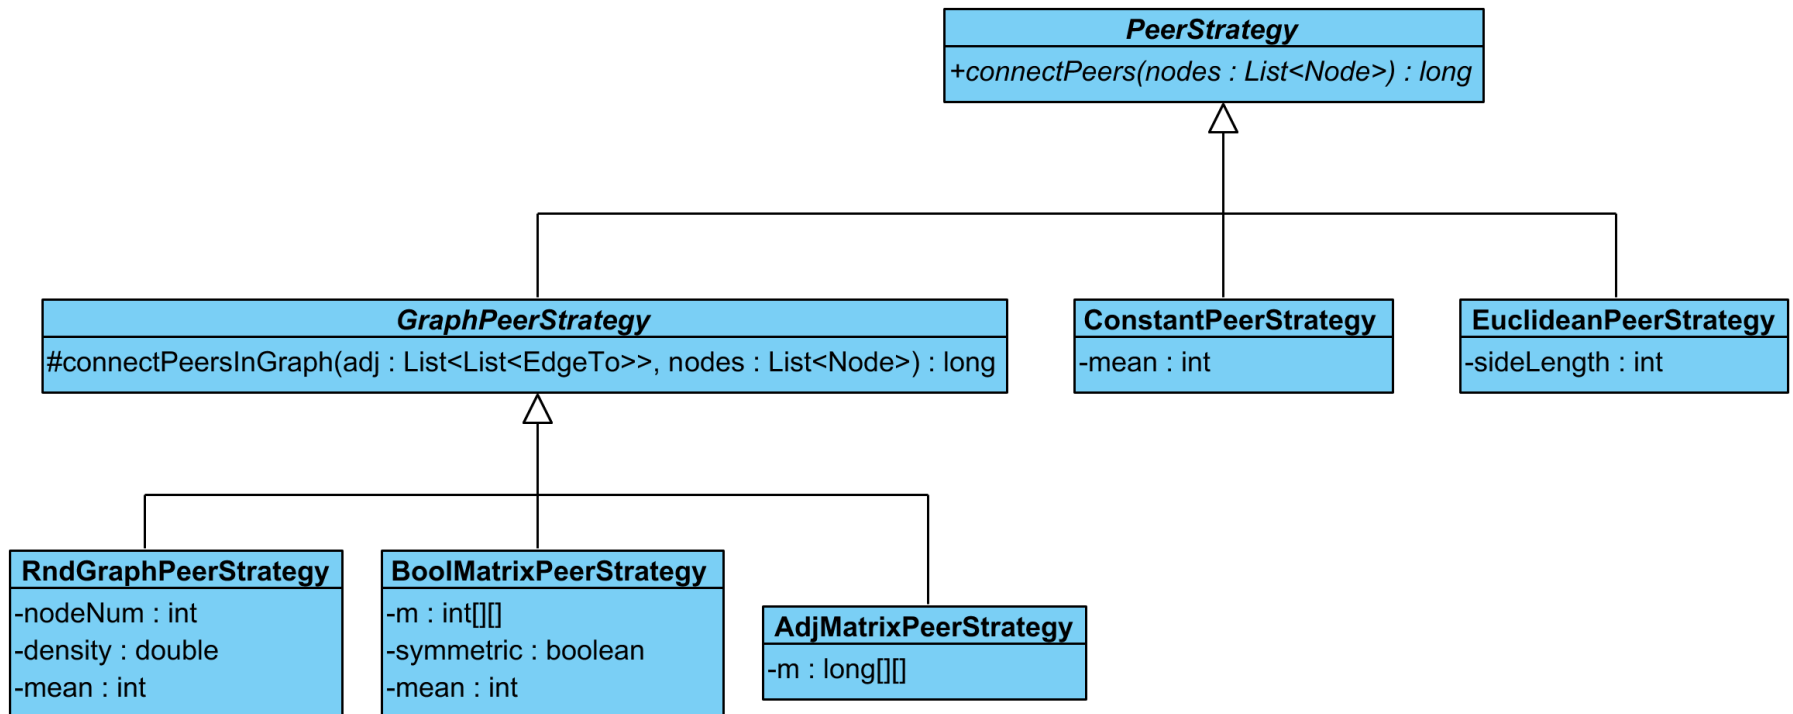 PeerStrategy
+connectPeers(nodes : List<Node>) : long
GraphPeerStrategy
#connectPeersInGraph(adj : List<List<EdgeTo>>, nodes : List<Node>) : long
ConstantPeerStrategy
-mean : int
EuclideanPeerStrategy
-sideLength : int
RndGraphPeerStrategy
-nodeNum : int
-density : double
-mean : int
BoolMatrixPeerStrategy
-m : int[][]
-symmetric : boolean
-mean : int
AdjMatrixPeerStrategy
-m : long[][]